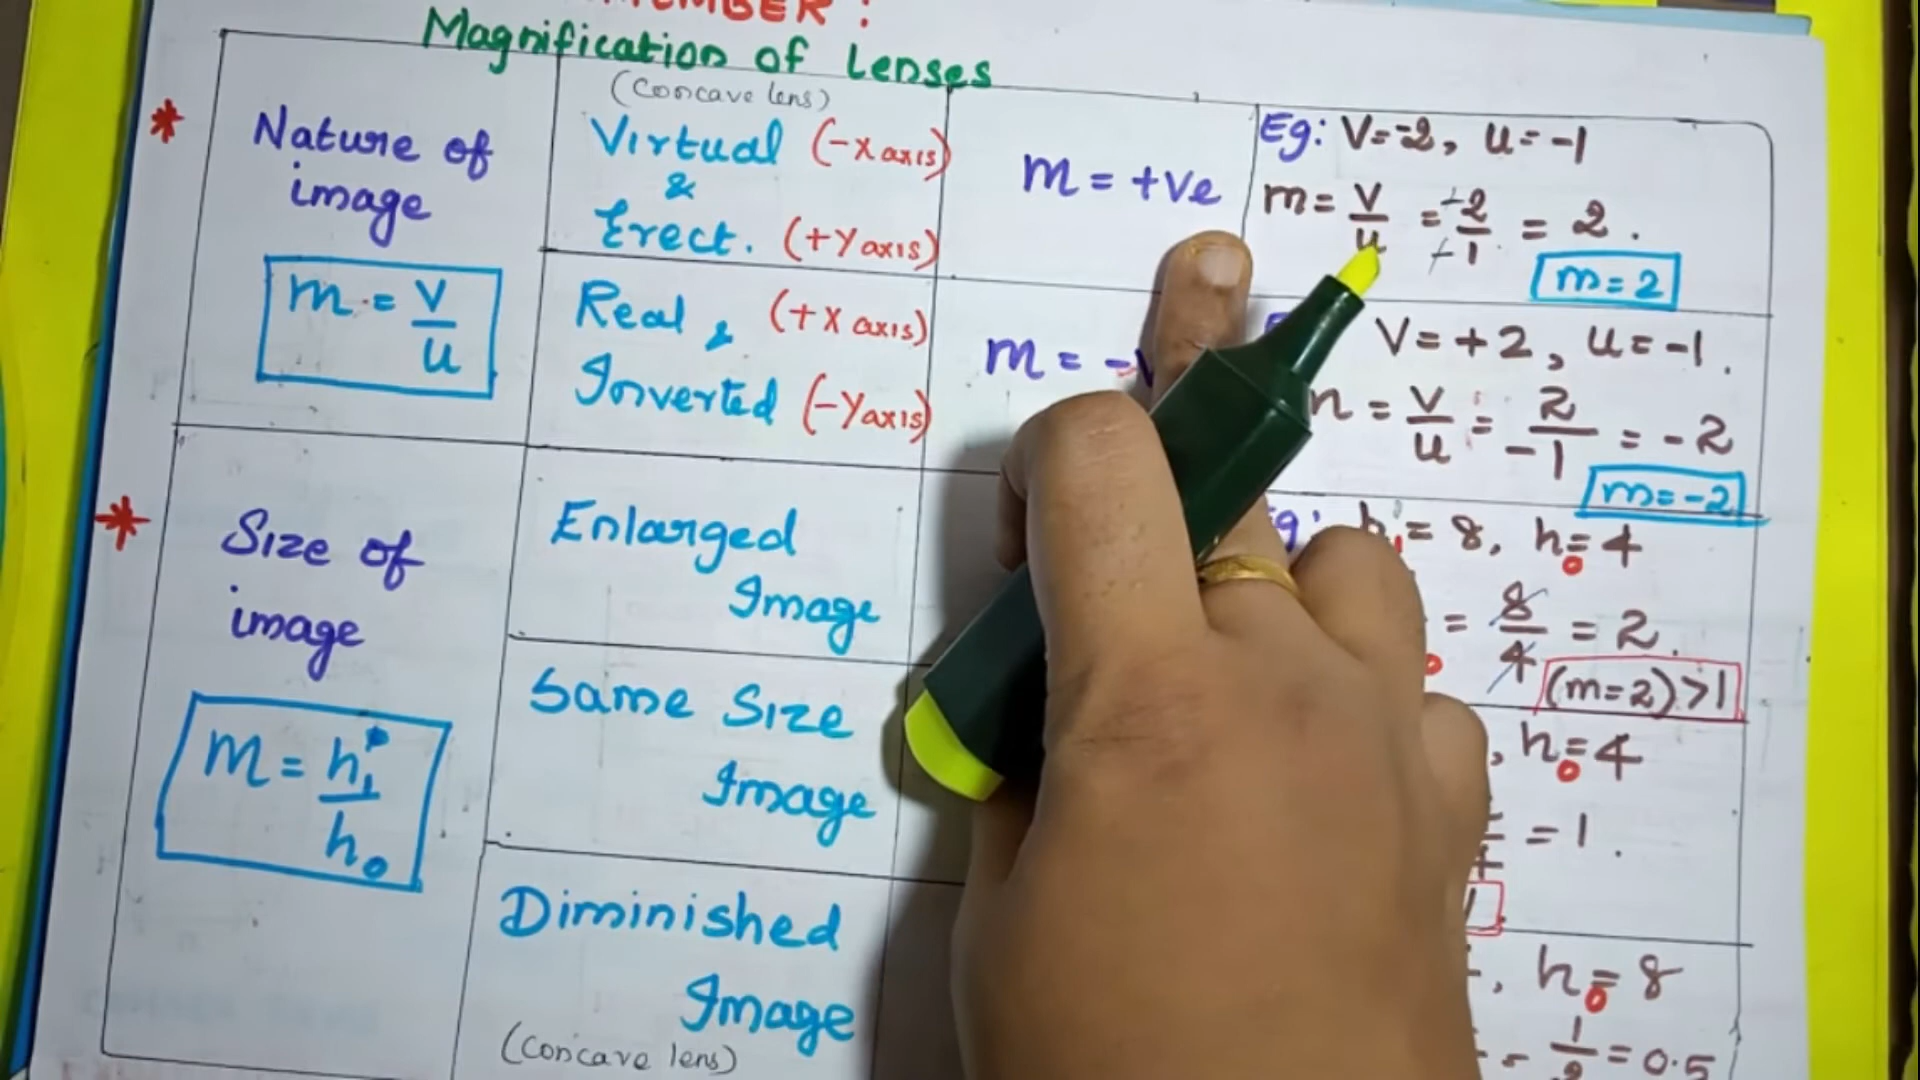 Magnification of Lenses
Nature of
image
m = v
u
(Concave lens)
Virtual (-x axis)
&
Erect. (+y axis)
m = +ve
Eg: V=-2, u=-1
m= v = -2 = 2.
u -1
m=2
Real & (+x axis)
Inverted (-y axis)
m = -
V=+2, u=-1.
= v = 2 = -2
u -1
m=-2
Size of
image
m = hi
ho
Enlarged
Image
hi= 8, ho=4
= 8 = 2.
4
(m=2)>1
Same Size
Image
, ho=4
= 1.
Diminished
Image
(Concave lens)
, ho=8
1 = 0.5
2